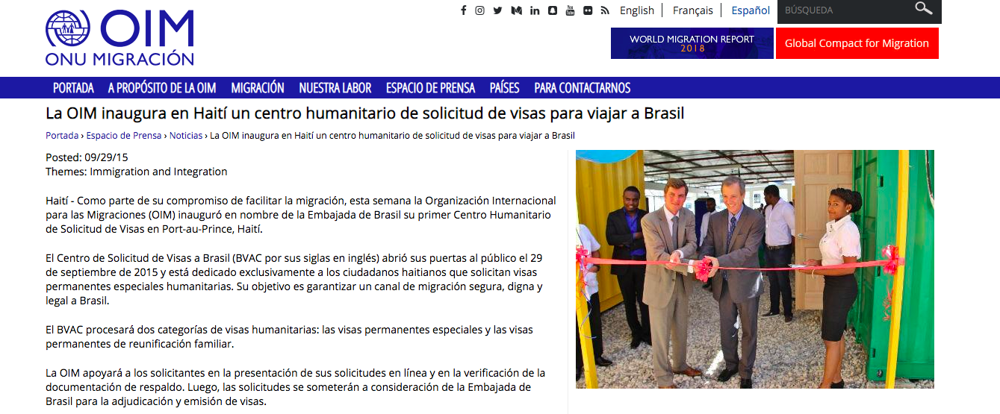 English Français Español BÚSQUEDA
OIM
ONU MIGRACIÓN
WORLD MIGRATION REPORT
2018
Global Compact for Migration
PORTADA A PROPÓSITO DE LA OIM MIGRACIÓN NUESTRA LABOR ESPACIO DE PRENSA PAÍSES PARA CONTACTARNOS
La OIM inaugura en Haití un centro humanitario de solicitud de visas para viajar a Brasil
Portada › Espacio de Prensa › Noticias › La OIM inaugura en Haití un centro humanitario de solicitud de visas para viajar a Brasil
Posted: 09/29/15
Themes: Immigration and Integration
Haití - Como parte de su compromiso de facilitar la migración, esta semana la Organización Internacional
para las Migraciones (OIM) inauguró en nombre de la Embajada de Brasil su primer Centro Humanitario
de Solicitud de Visas en Port-au-Prince, Haití.
El Centro de Solicitud de Visas a Brasil (BVAC por sus siglas en inglés) abrió sus puertas al público el 29
de septiembre de 2015 y está dedicado exclusivamente a los ciudadanos haitianos que solicitan visas
permanentes especiales humanitarias. Su objetivo es garantizar un canal de migración segura, digna y
legal a Brasil.
El BVAC procesará dos categorías de visas humanitarias: las visas permanentes especiales y las visas
permanentes de reunificación familiar.
La OIM apoyará a los solicitantes en la presentación de sus solicitudes en línea y en la verificación de la
documentación de respaldo. Luego, las solicitudes se someterán a consideración de la Embajada de
Brasil para la adjudicación y emisión de visas.